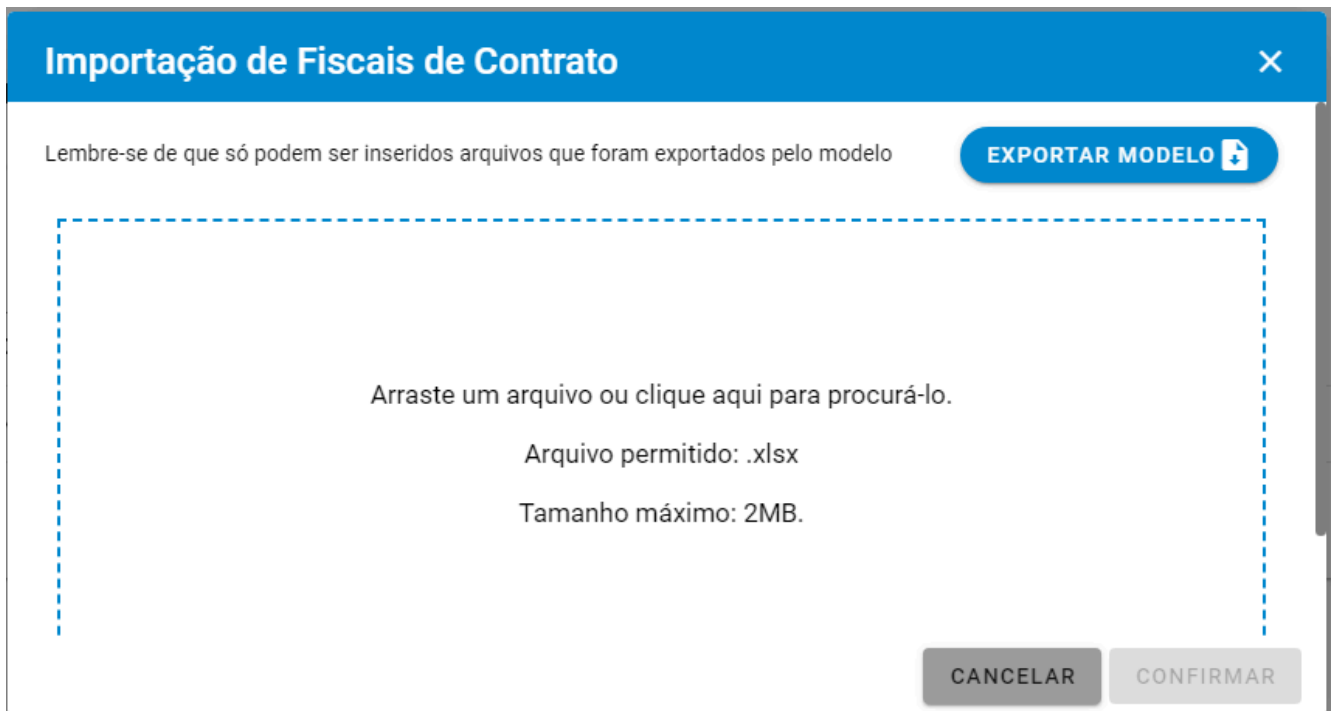 Importação de Fiscais de Contrato
Lembre-se de que só podem ser inseridos arquivos que foram exportados pelo modelo
EXPORTAR MODELO
Arraste um arquivo ou clique aqui para procurá-lo.
Arquivo permitido: .xlsx
Tamanho máximo: 2MB.
CANCELAR
CONFIRMAR